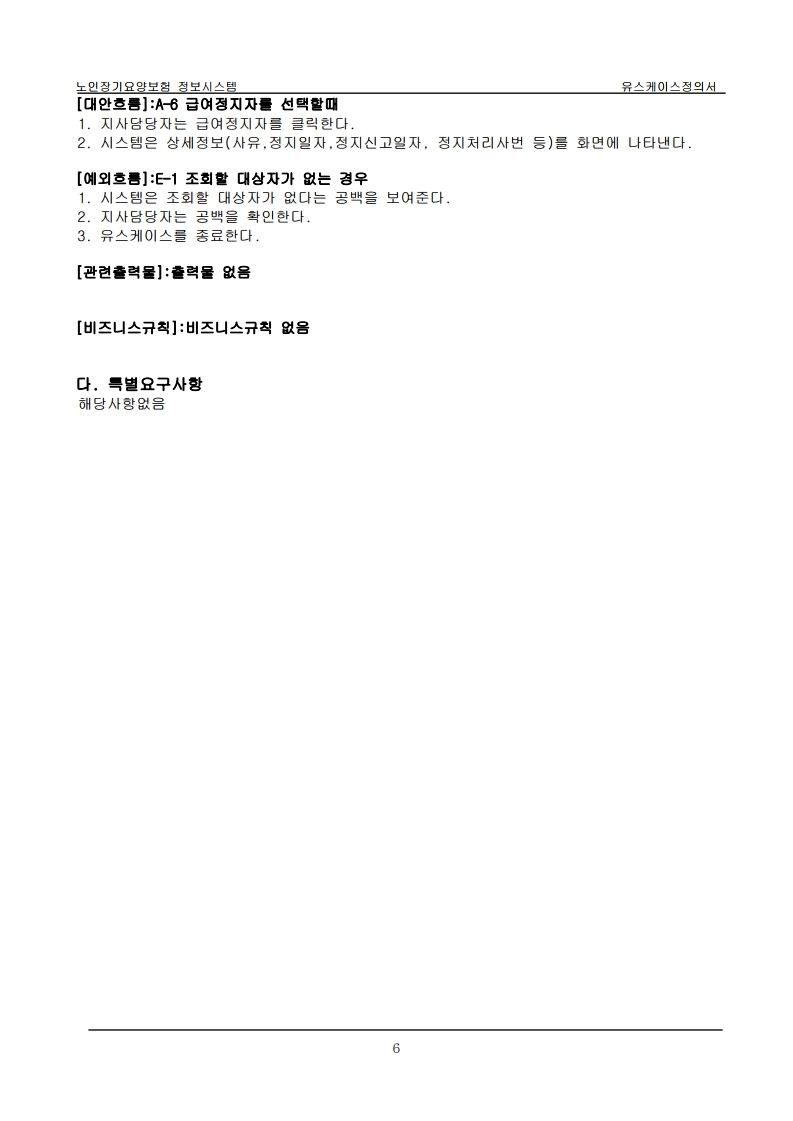 노인장기요양보험 정보시스템 유스케이스정의서
[대안흐름]:A-6 급여정지자를 선택할때
1. 지사담당자는 급여정지자를 클릭한다.
2. 시스템은 상세정보(사유,정지일자,정지신고일자, 정지처리사번 등)를 화면에 나타낸다.
[예외흐름]:E-1 조회할 대상자가 없는 경우
1. 시스템은 조회할 대상자가 없다는 공백을 보여준다.
2. 지사담당자는 공백을 확인한다.
3. 유스케이스를 종료한다.
[관련출력물]:출력물 없음
[비즈니스규칙]:비즈니스규칙 없음
다. 특별요구사항
해당사항없음
6